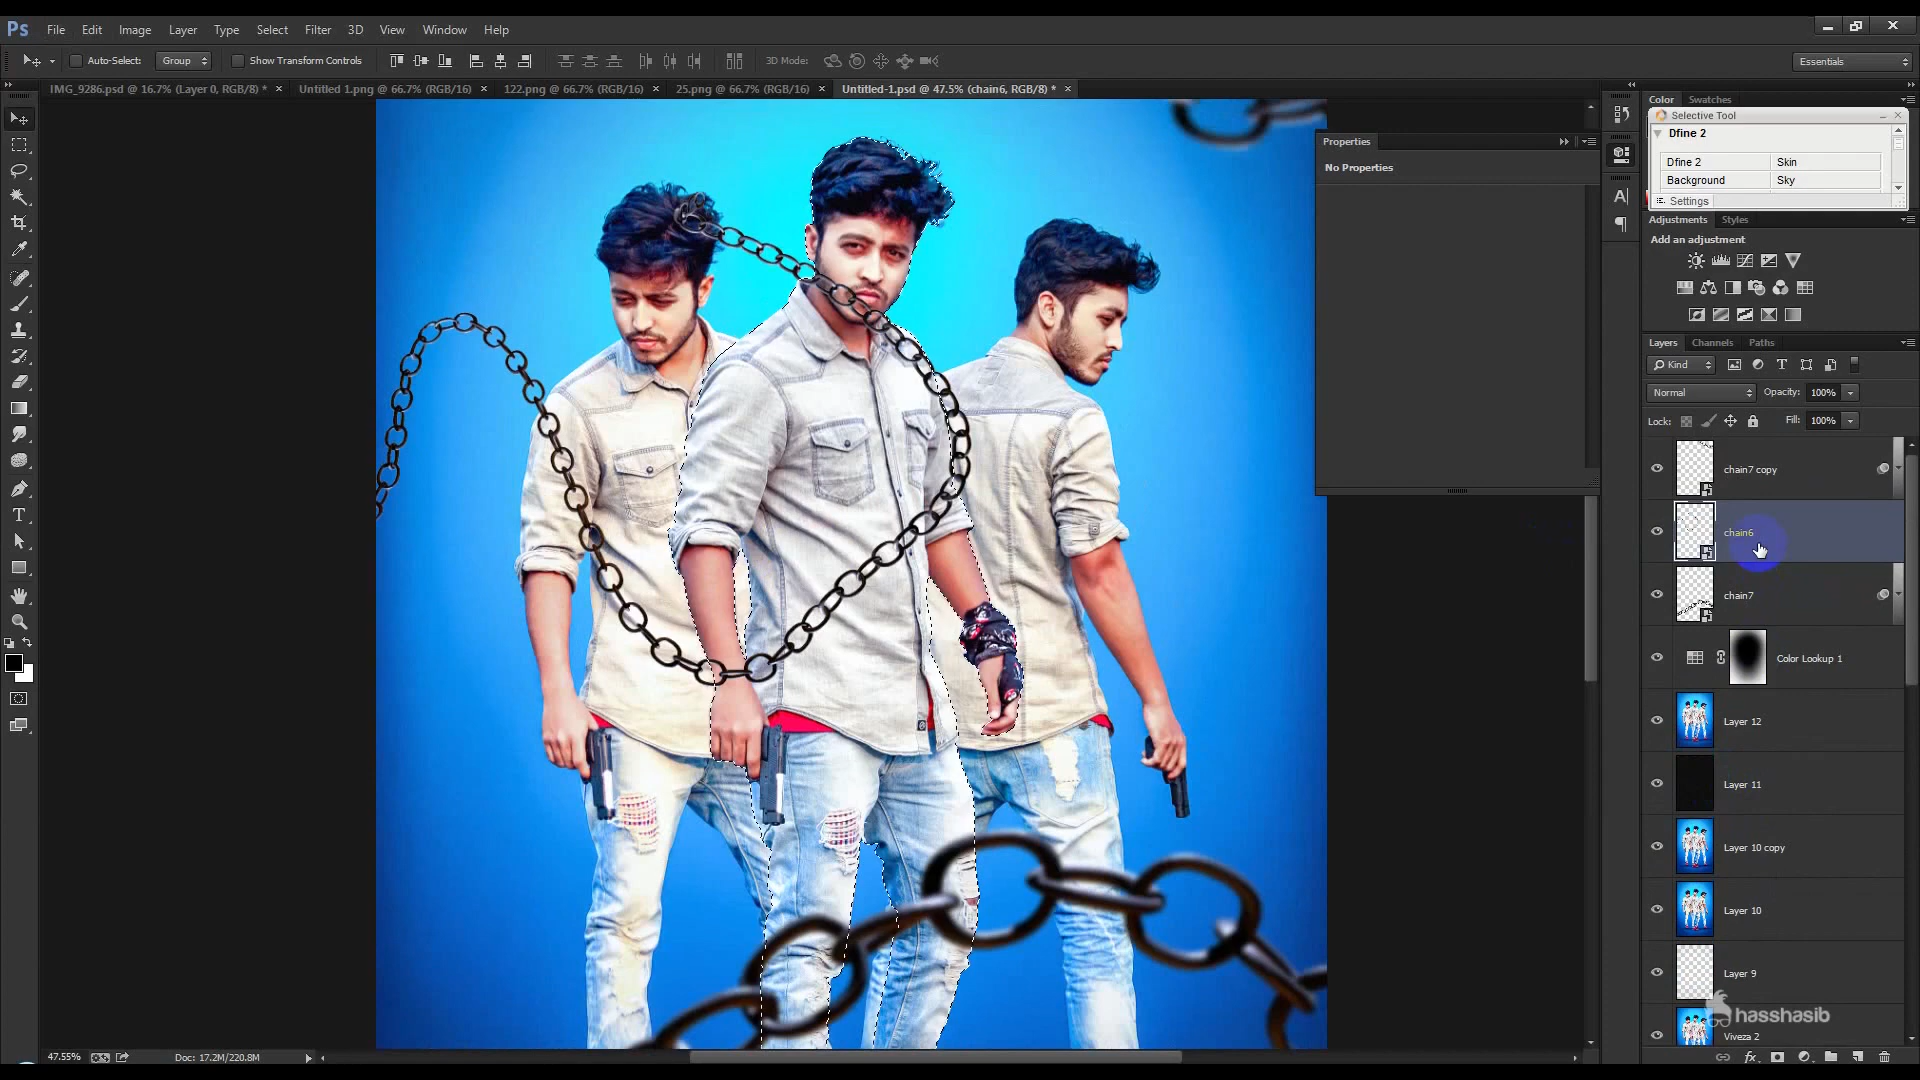 Ps File Edit Image Layer Type Select Filter 3D View Window Help
Auto-Select: Group Show Transform Controls 3D Mode: Essentials
IMG_9286.psd @ 16.7% (Layer 0, RGB/8) * × Untitled 1.png @ 66.7% (RGB/16) × 122.png @ 66.7% (RGB/16) × 25.png @ 66.7% (RGB/16) × Untitled-1.psd @ 47.5% (chain6, RGB/8) * ×
Color Swatches
Selective Tool
Dfine 2
Dfine 2 Skin
Background Sky
Settings
Properties
No Properties
Adjustments Styles
Add an adjustment
Layers Channels Paths
Kind
Normal Opacity: 100%
Lock: Fill: 100%
chain7 copy
chain6
chain7
Color Lookup 1
Layer 12
Layer 11
Layer 10 copy
Layer 10
Layer 9
hasshasib
Viveza 2
47.55% Doc: 17.2M/220.8M